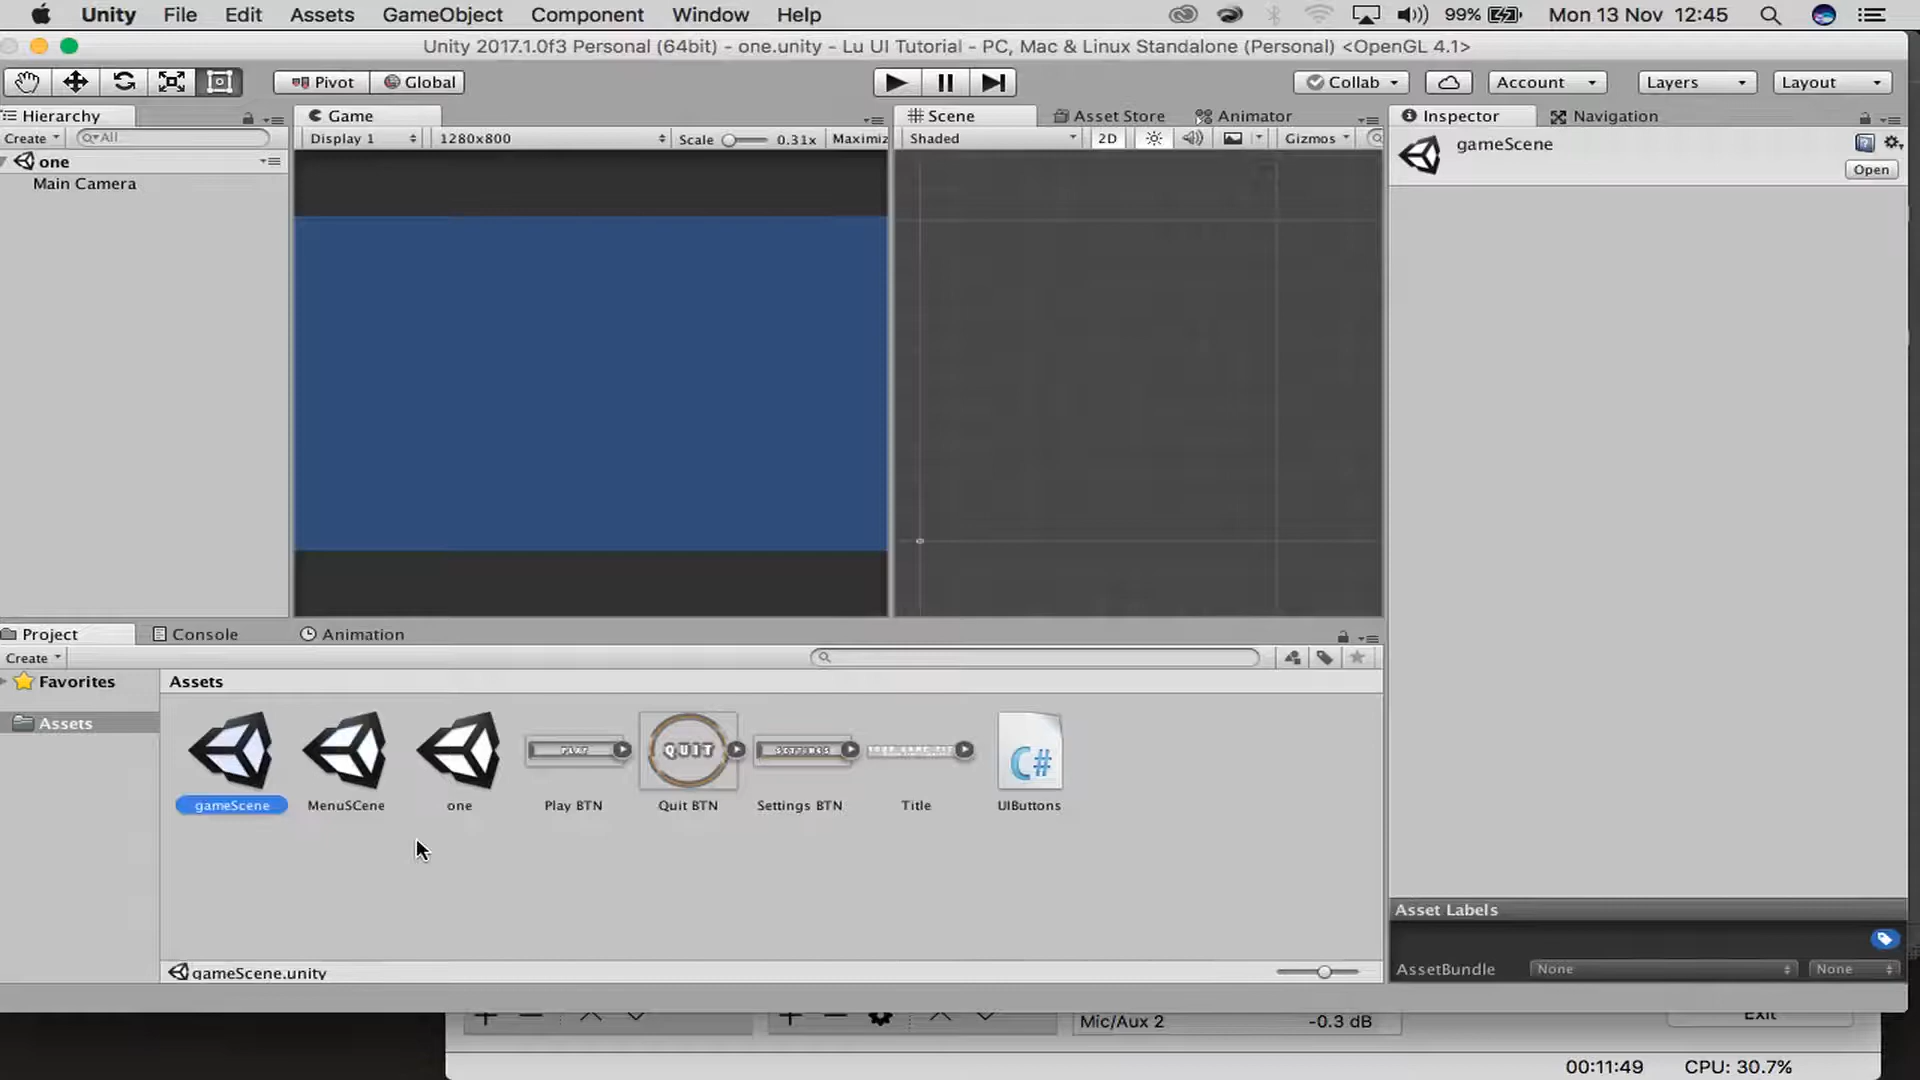 Unity File Edit Assets GameObject Component Window Help 99% Mon 13 Nov 12:45
Unity 2017.1.0f3 Personal (64bit) - one.unity - Lu UI Tutorial - PC, Mac & Linux Standalone (Personal) <OpenGL 4.1>
Pivot Global Collab Account Layers Layout
Hierarchy Game Scene Asset Store Animator Inspector Navigation
Create All Display 1 1280x800 Scale 0.31x Maximiz Shaded 2D Gizmos gameScene
one
Open
Main Camera
Project Console Animation
Create
Favorites Assets
Assets
PLAY QUIT SETTINGS C#
gameScene MenuSCene one Play BTN Quit BTN Settings BTN Title UIButtons
Asset Labels
gameScene.unity AssetBundle None None
Mic/Aux 2 -0.3 dB Exit
00:11:49 CPU: 30.7%